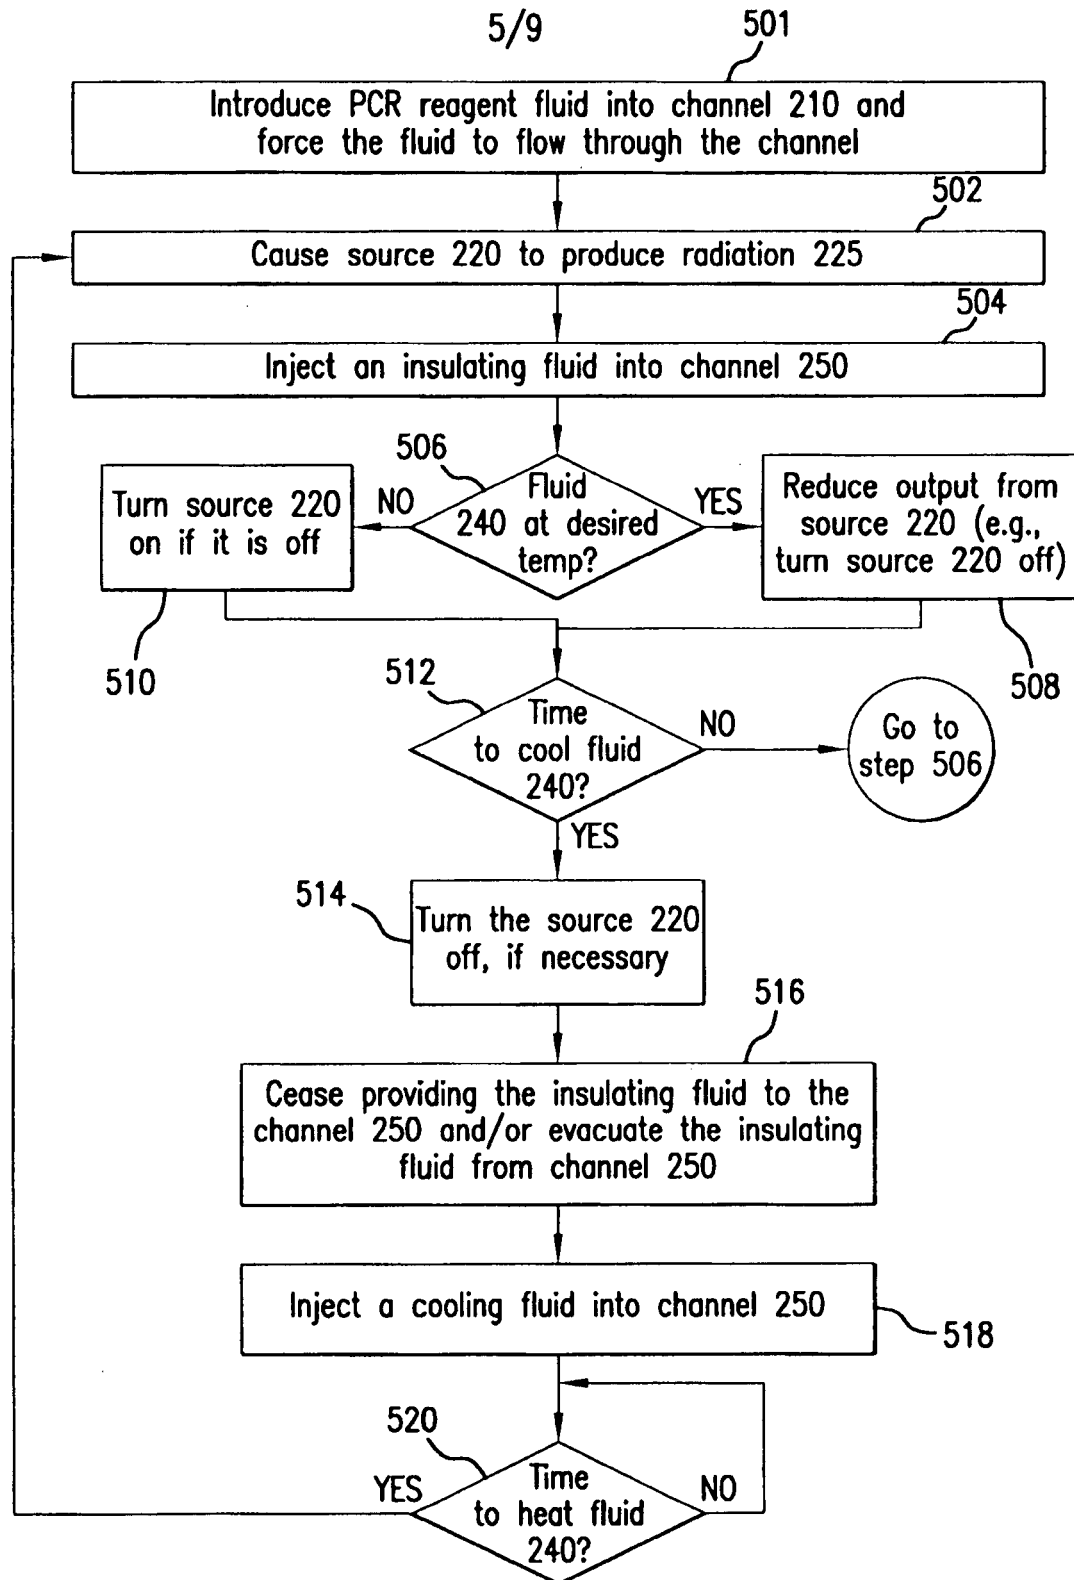 5/9
501
Introduce PCR reagent fluid into channel 210 and
force the fluid to flow through the channel
502
Cause source 220 to produce radiation 225
504
Inject an insulating fluid into channel 250
506
Fluid
240 at desired
temp?
NO
YES
Turn source 220
on if it is off
510
Reduce output from
source 220 (e.g.,
turn source 220 off)
508
512
Time
to cool fluid
240?
NO
Go to
step 506
YES
514
Turn the source 220
off, if necessary
516
Cease providing the insulating fluid to the
channel 250 and/or evacuate the insulating
fluid from channel 250
Inject a cooling fluid into channel 250
518
520
Time
to heat fluid
240?
YES
NO